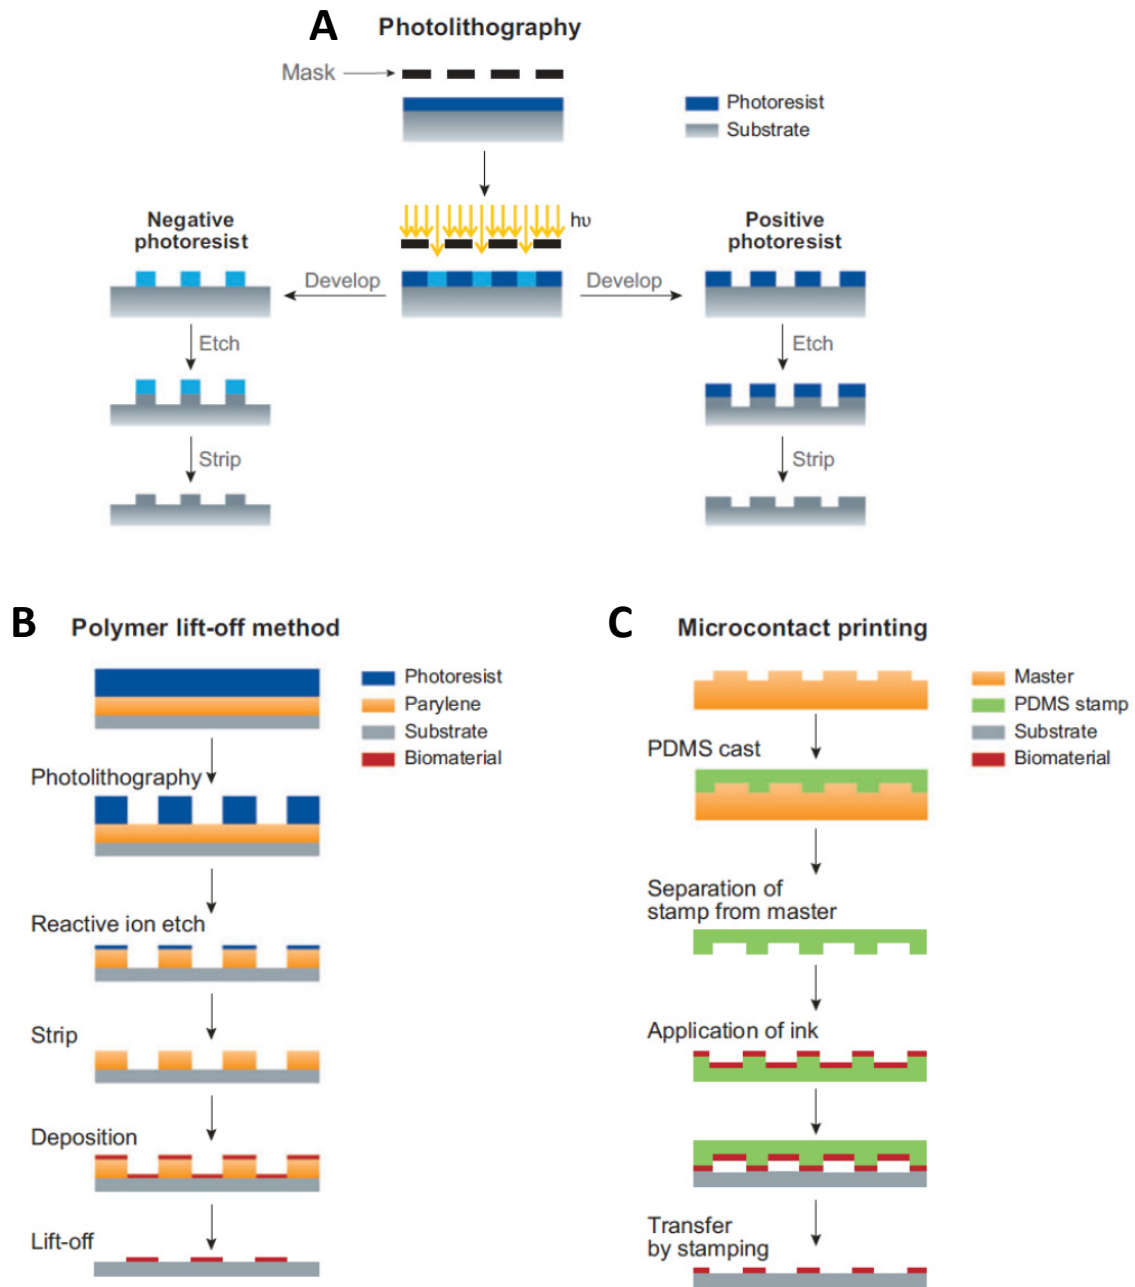 A
Photolithography
Mask
Photoresist
Substrate
hυ
Negative
photoresist
Positive
photoresist
Develop
Develop
Etch
Etch
Strip
Strip
B
Polymer lift-off method
Photoresist
Parylene
Substrate
Biomaterial
Photolithography
Reactive ion etch
Strip
Deposition
Lift-off
C
Microcontact printing
Master
PDMS stamp
Substrate
Biomaterial
PDMS cast
Separation of
stamp from master
Application of ink
Transfer
by stamping